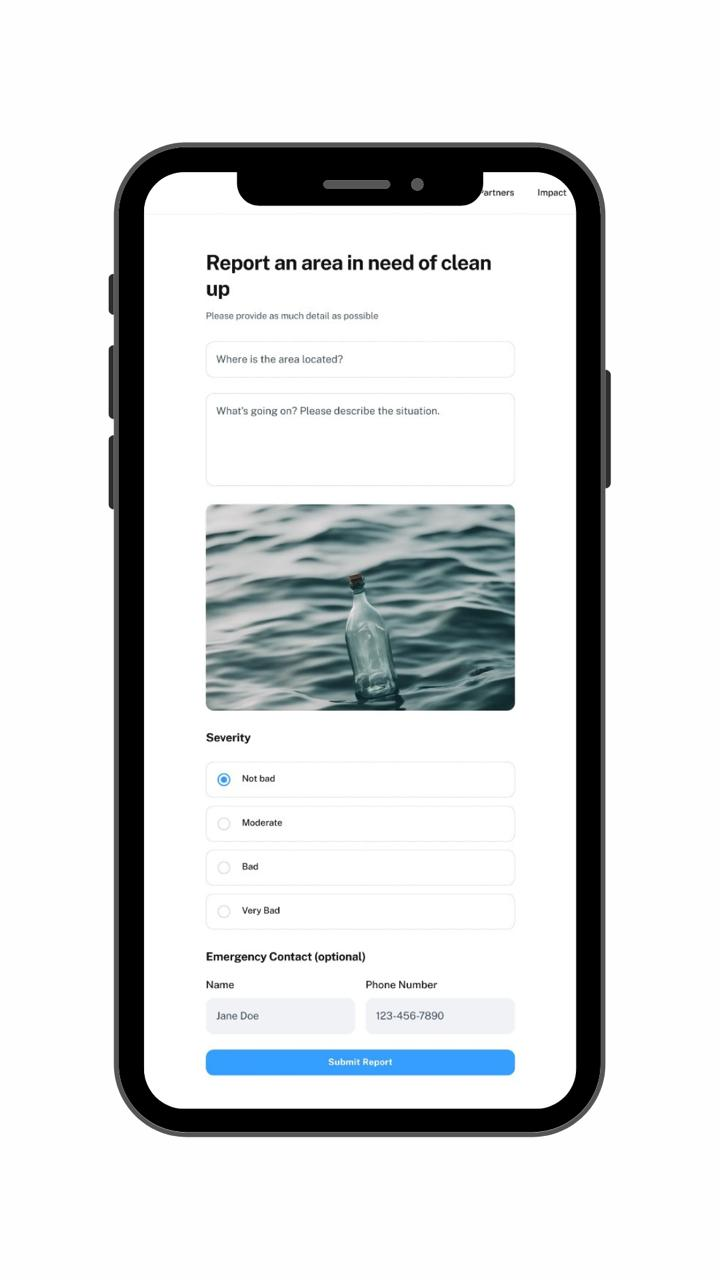 Impact
Report an area in need of clean
up
Please provide as much detail as possible
Where is the area located?
What's going on? Please describe the situation.
Severity
Not bad
Moderate
Bad
Very Bad
Emergency Contact (optional)
Name Phone Number
Jane Doe 123-456-7890
Submit Report